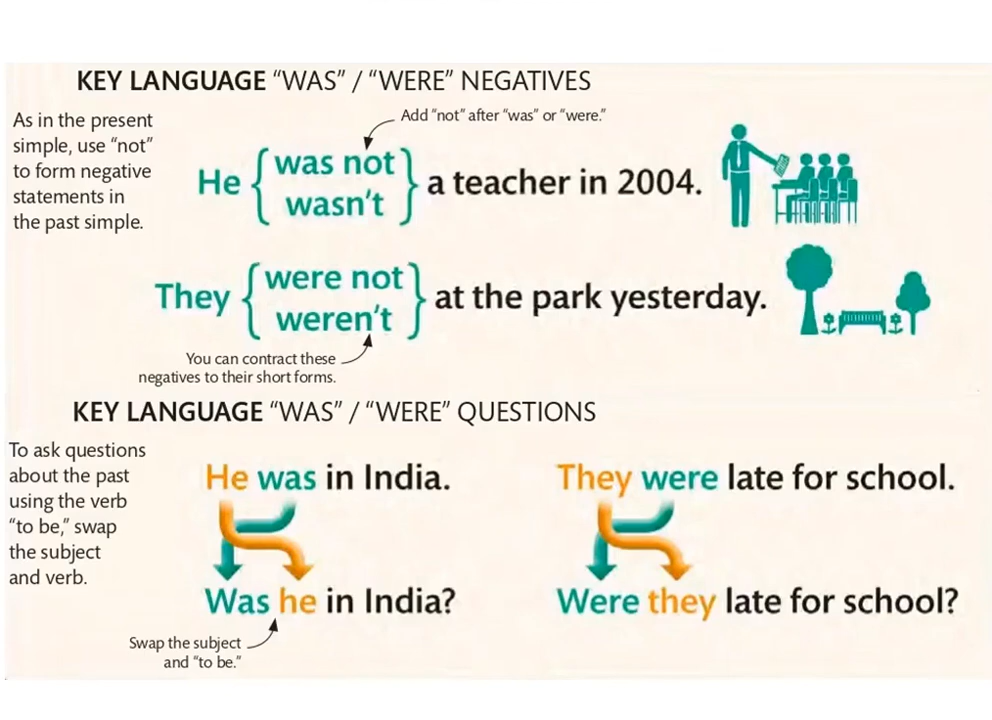 KEY LANGUAGE “WAS” / “WERE” NEGATIVES
As in the present
simple, use “not”
to form negative
statements in
the past simple.
Add “not” after “was” or “were.”
He { was not } a teacher in 2004.
wasn’t
They { were not } at the park yesterday.
weren’t
You can contract these
negatives to their short forms.
KEY LANGUAGE “WAS” / “WERE” QUESTIONS
To ask questions
about the past
using the verb
“to be,” swap
the subject
and verb.
He was in India.
Was he in India?
Swap the subject
and “to be.”
They were late for school.
Were they late for school?